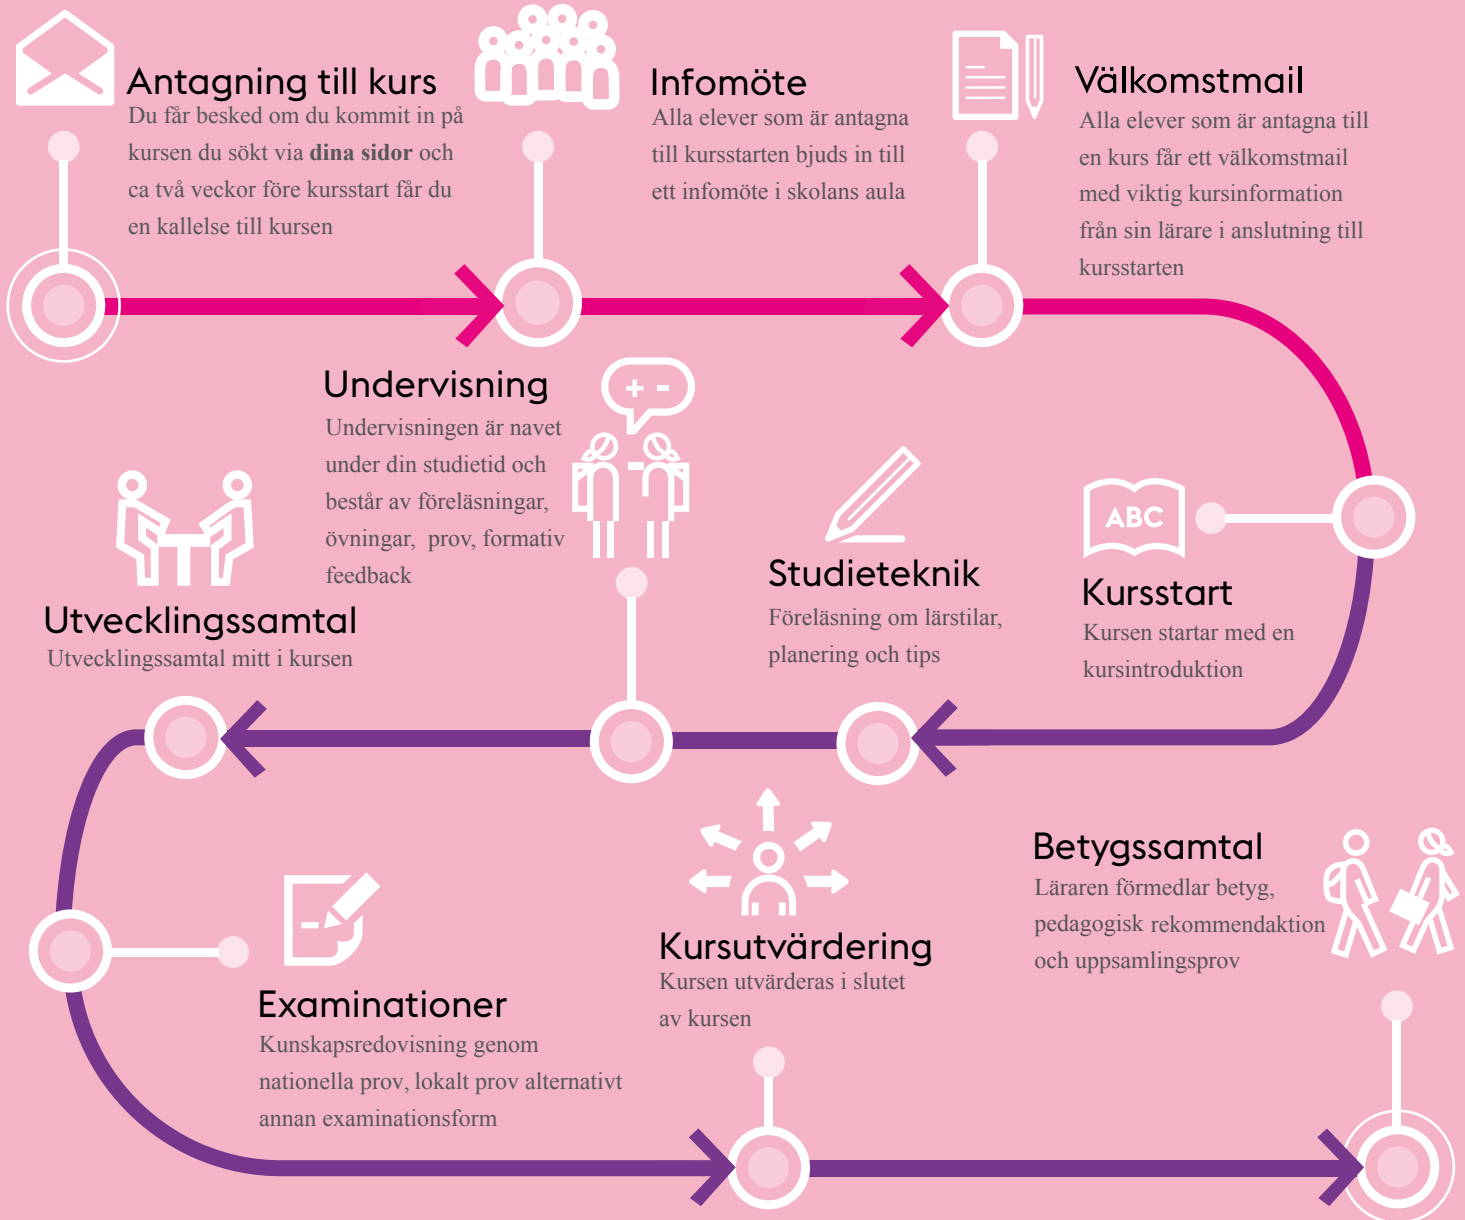 Antagning till kurs
Du får besked om du kommit in på
kursen du sökt via dina sidor och
ca två veckor före kursstart får du
en kallelse till kursen
Infomöte
Alla elever som är antagna
till kursstarten bjuds in till
ett infomöte i skolans aula
Välkomstmail
Alla elever som är antagna till
en kurs får ett välkomstmail
med viktig kursinformation
från sin lärare i anslutning till
kursstarten
ABC
Kursstart
Kursen startar med en
kursintroduktion
Studieteknik
Föreläsning om lärstilar,
planering och tips
+ -
Undervisning
Undervisningen är navet
under din studietid och
består av föreläsningar,
övningar, prov, formativ
feedback
Utvecklingssamtal
Utvecklingssamtal mitt i kursen
Examinationer
Kunskapsredovisning genom
nationella prov, lokalt prov alternativt
annan examinationsform
Kursutvärdering
Kursen utvärderas i slutet
av kursen
Betygssamtal
Läraren förmedlar betyg,
pedagogisk rekommendaktion
och uppsamlingsprov